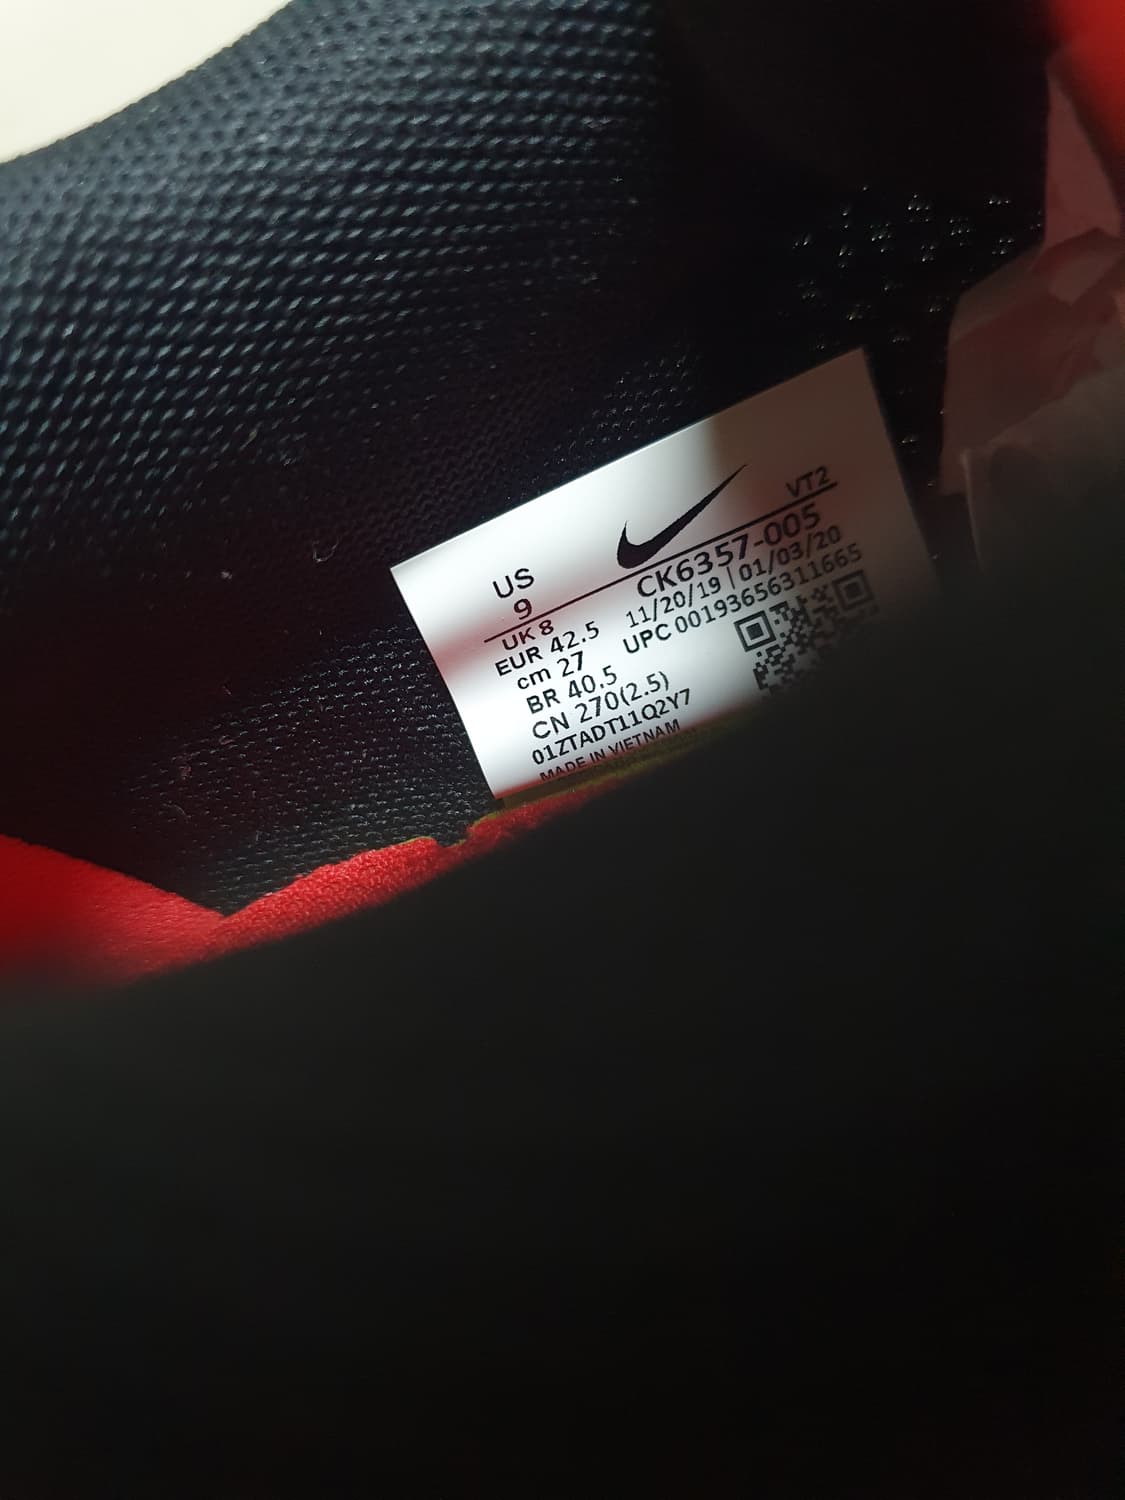 US
9
VT2
UK 8
CK6357-005
EUR 42.5
11/20/19 | 01/03/20
cm 27
UPC 00193656311665
BR 40.5
CN 270(2.5)
01ZTADT11Q2Y7
MADE IN VIETNAM